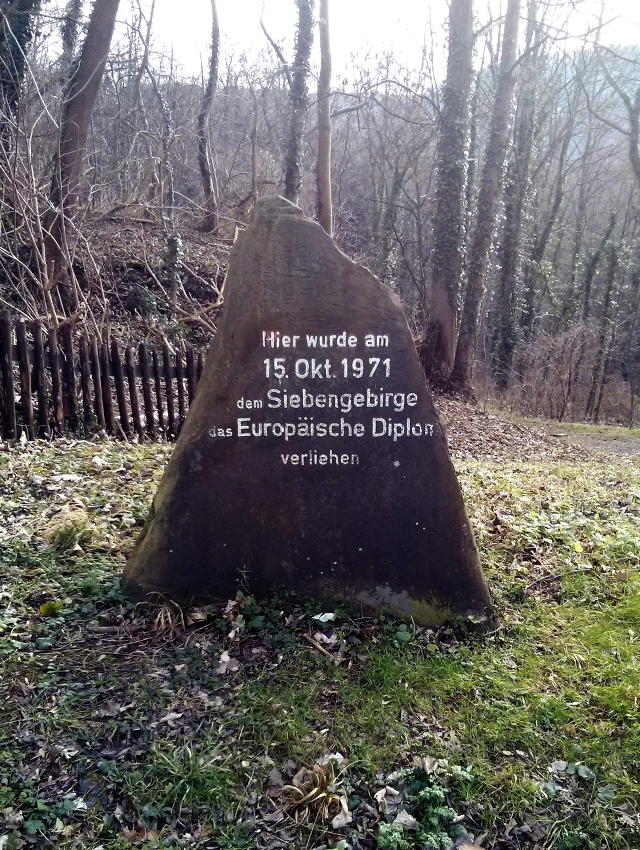 Hier wurde am
15. Okt. 1971
dem Siebengebirge
das Europäische Diplom
verliehen